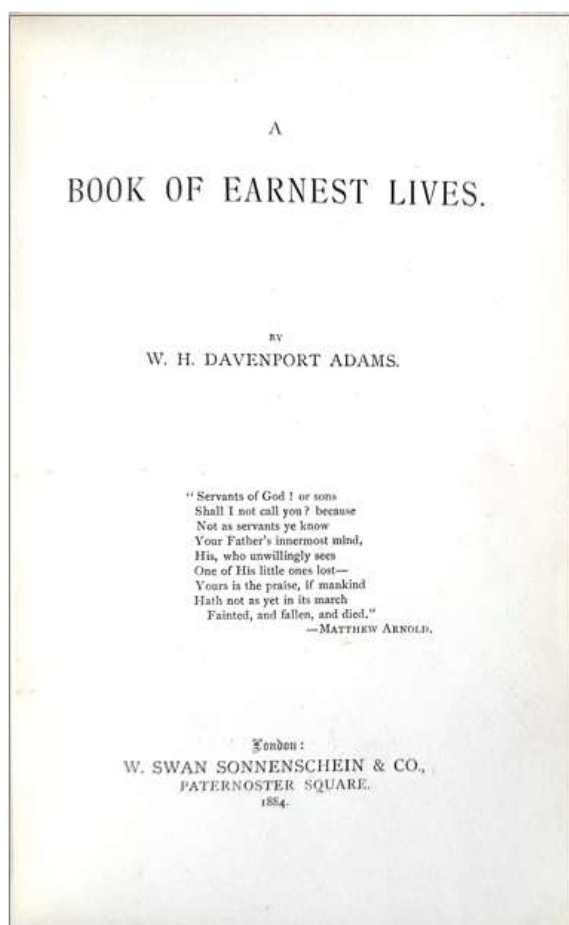 A
BOOK OF EARNEST LIVES.
BY
W. H. DAVENPORT ADAMS.
“Servants of God! or sons
Shall I not call you? because
Not as servants ye know
Your Father's innermost mind,
His, who unwillingly sees
One of His little ones lost—
Yours is the praise, if mankind
Hath not as yet in its march
Fainted, and fallen, and died.”
—MATTHEW ARNOLD.
London:
W. SWAN SONNENSCHEIN & CO.,
PATERNOSTER SQUARE.
1884.